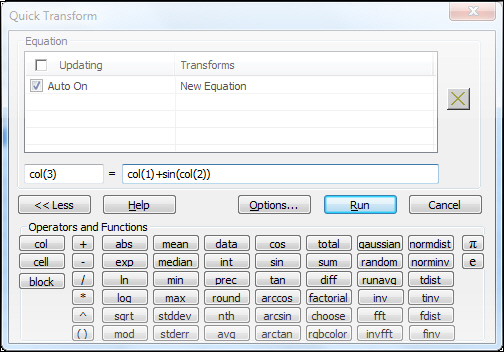 Quick Transform
Equation
Updating Transforms
Auto On New Equation
col(3) = col(1)+sin(col(2))
<< Less Help Options... Run Cancel
Operators and Functions
col + abs mean data cos total gaussian normdist π
cell - exp median int sin sum random norminv e
block / ln min prec tan diff runavg tdist
* log max round arccos factorial inv tinv
^ sqrt stddev nth arcsin choose fft fdist
( ) mod stderr avg arctan rgbcolor invfft finv